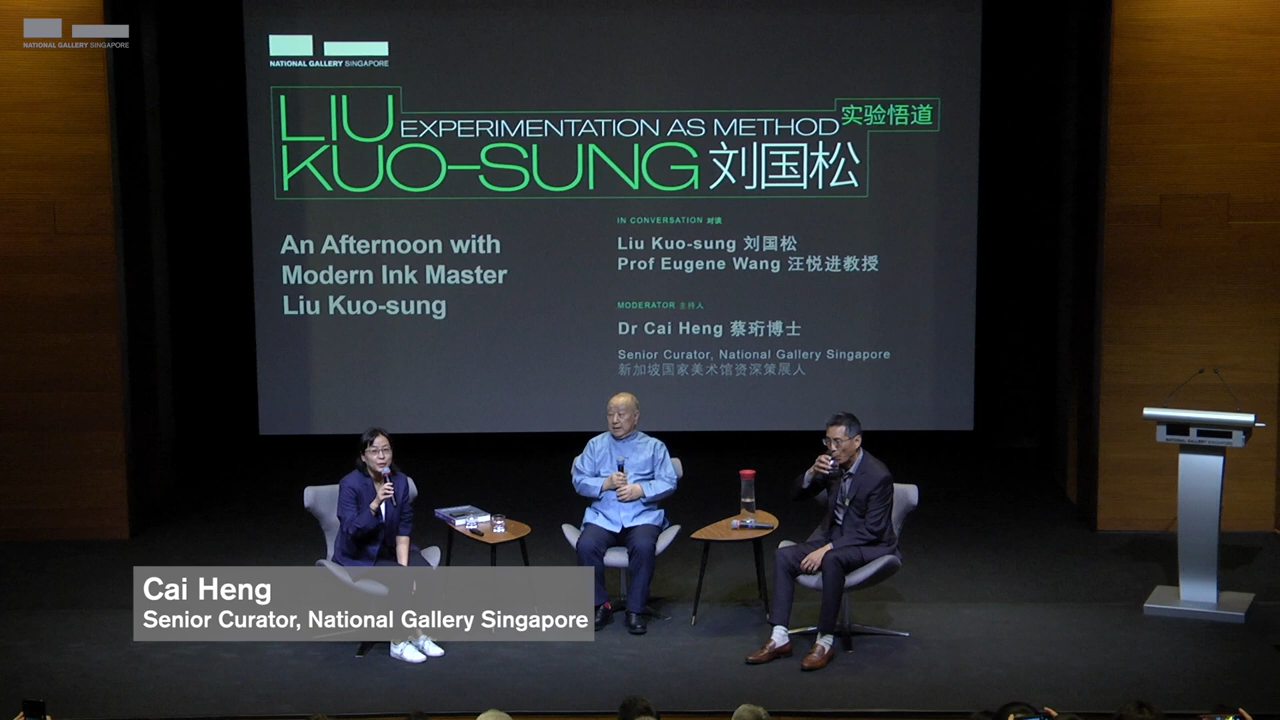 NATIONAL GALLERY SINGAPORE
NATIONAL GALLERY SINGAPORE
LIU
EXPERIMENTATION AS METHOD
实验悟道
KUO-SUNG 刘国松
An Afternoon with
Modern Ink Master
Liu Kuo-sung
IN CONVERSATION 对谈
Liu Kuo-sung 刘国松
Prof Eugene Wang 汪悦进教授
MODERATOR 主持人
Dr Cai Heng 蔡珩博士
Senior Curator, National Gallery Singapore
新加坡国家美术馆资深策展人
NATIONAL GALLERY SINGAPORE
Cai Heng
Senior Curator, National Gallery Singapore